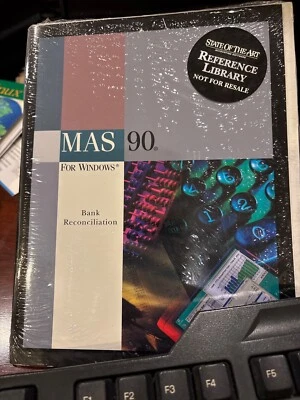 STATE OF THE ART
REFERENCE
LIBRARY
NOT FOR RESALE
MAS 90®
FOR WINDOWS®
Bank
Reconciliation
F2
F3
F4
F5